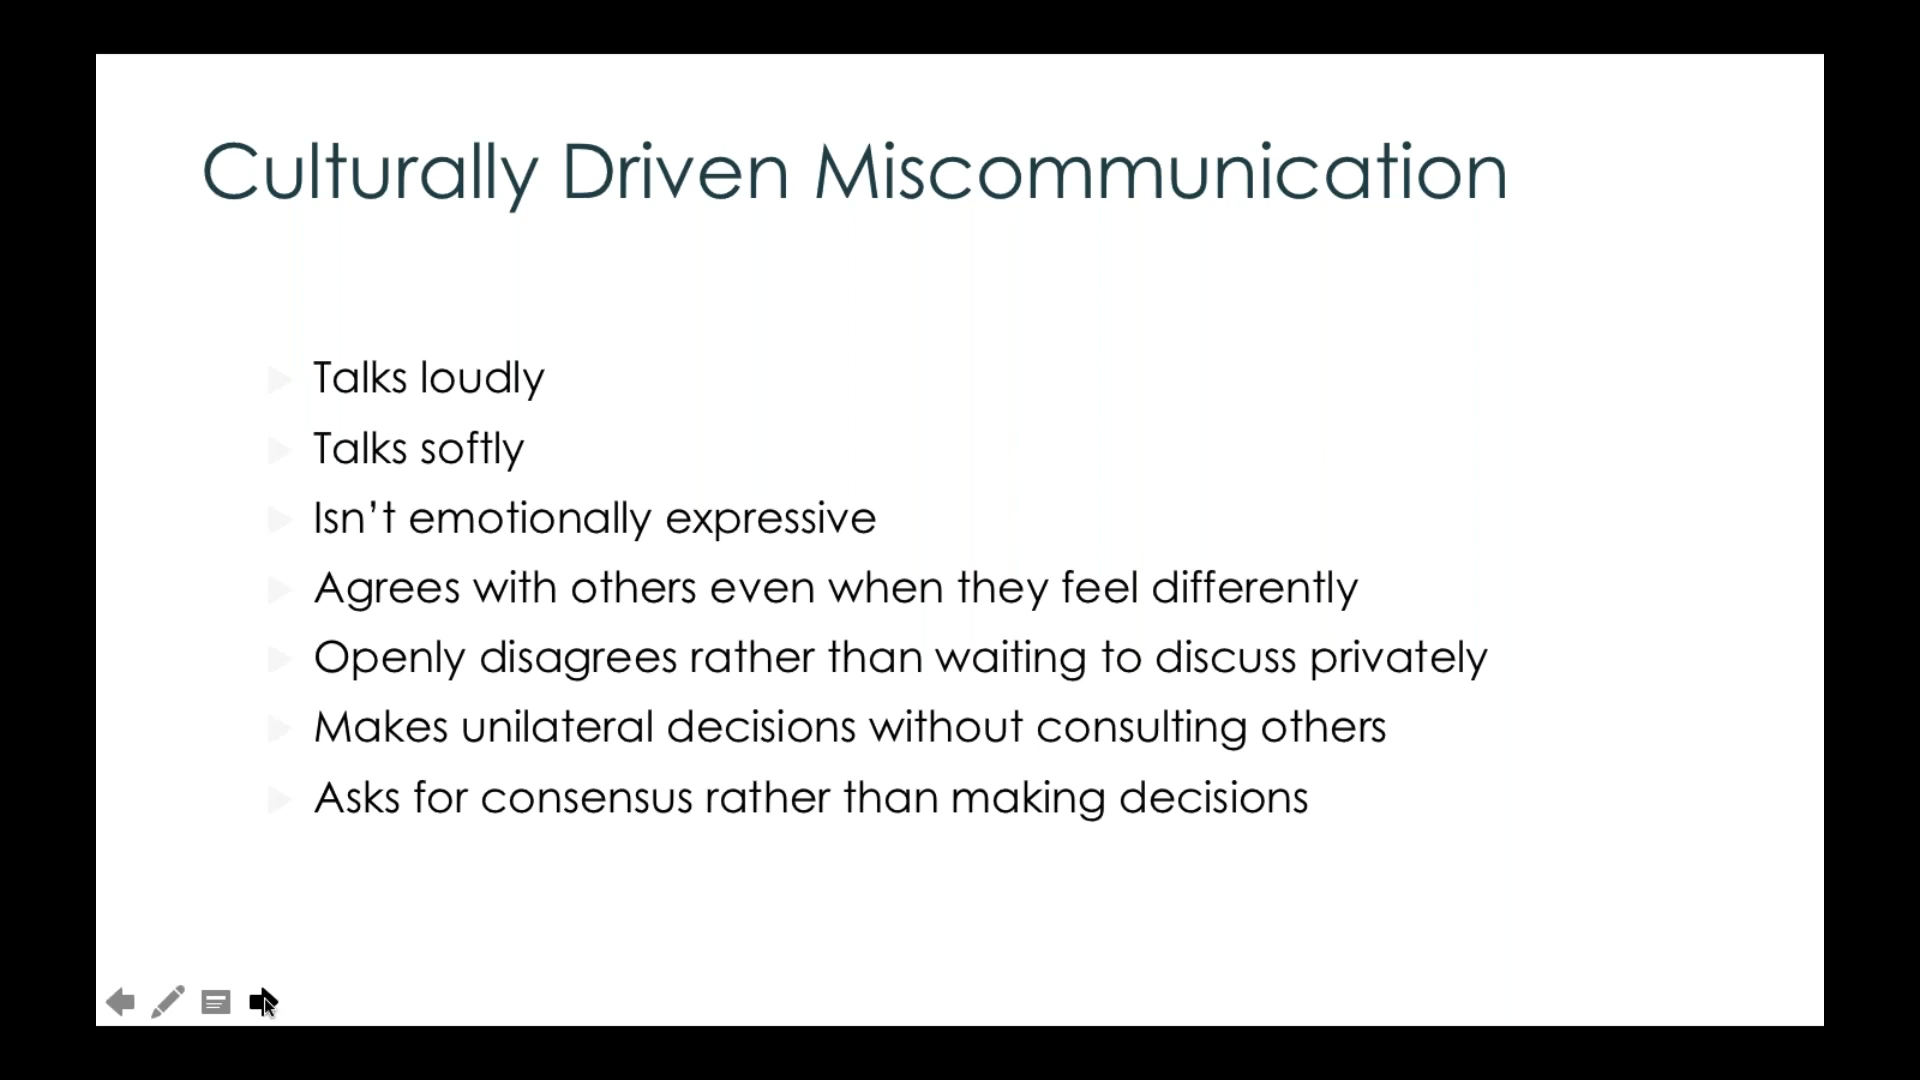 Culturally Driven Miscommunication
Talks loudly
Talks softly
Isn’t emotionally expressive
Agrees with others even when they feel differently
Openly disagrees rather than waiting to discuss privately
Makes unilateral decisions without consulting others
Asks for consensus rather than making decisions